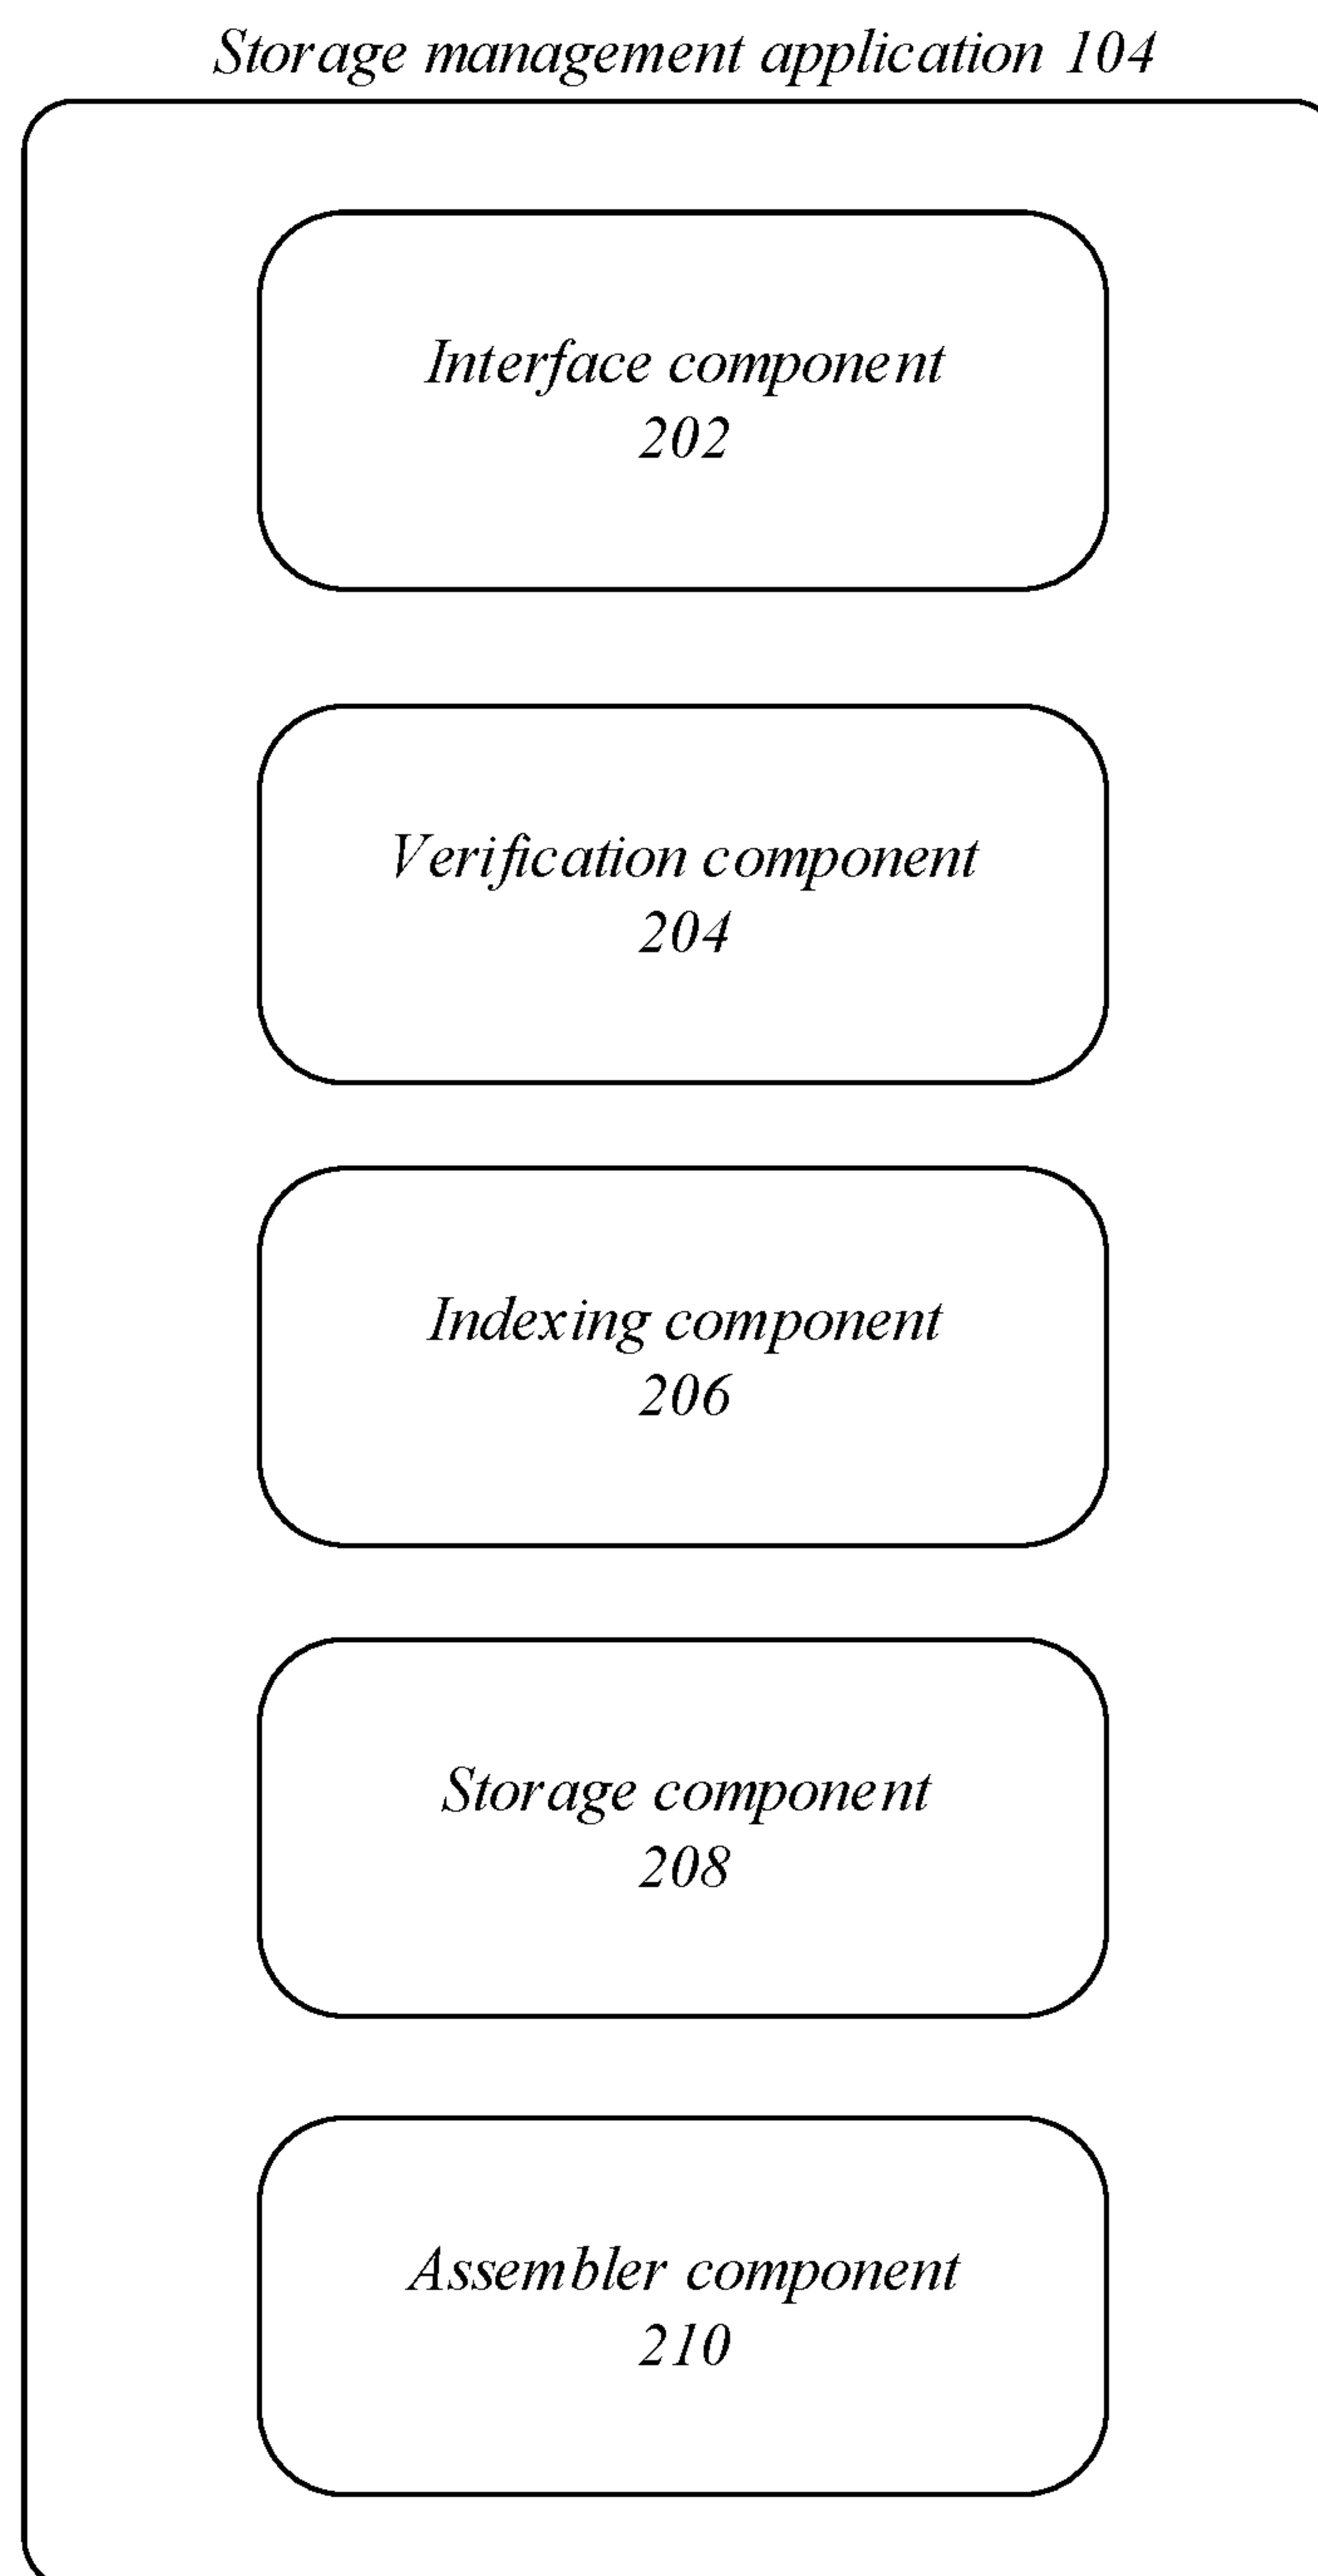 Storage management application 104
Interface component
202
Verification component
204
Indexing component
206
Storage component
208
Assembler component
210